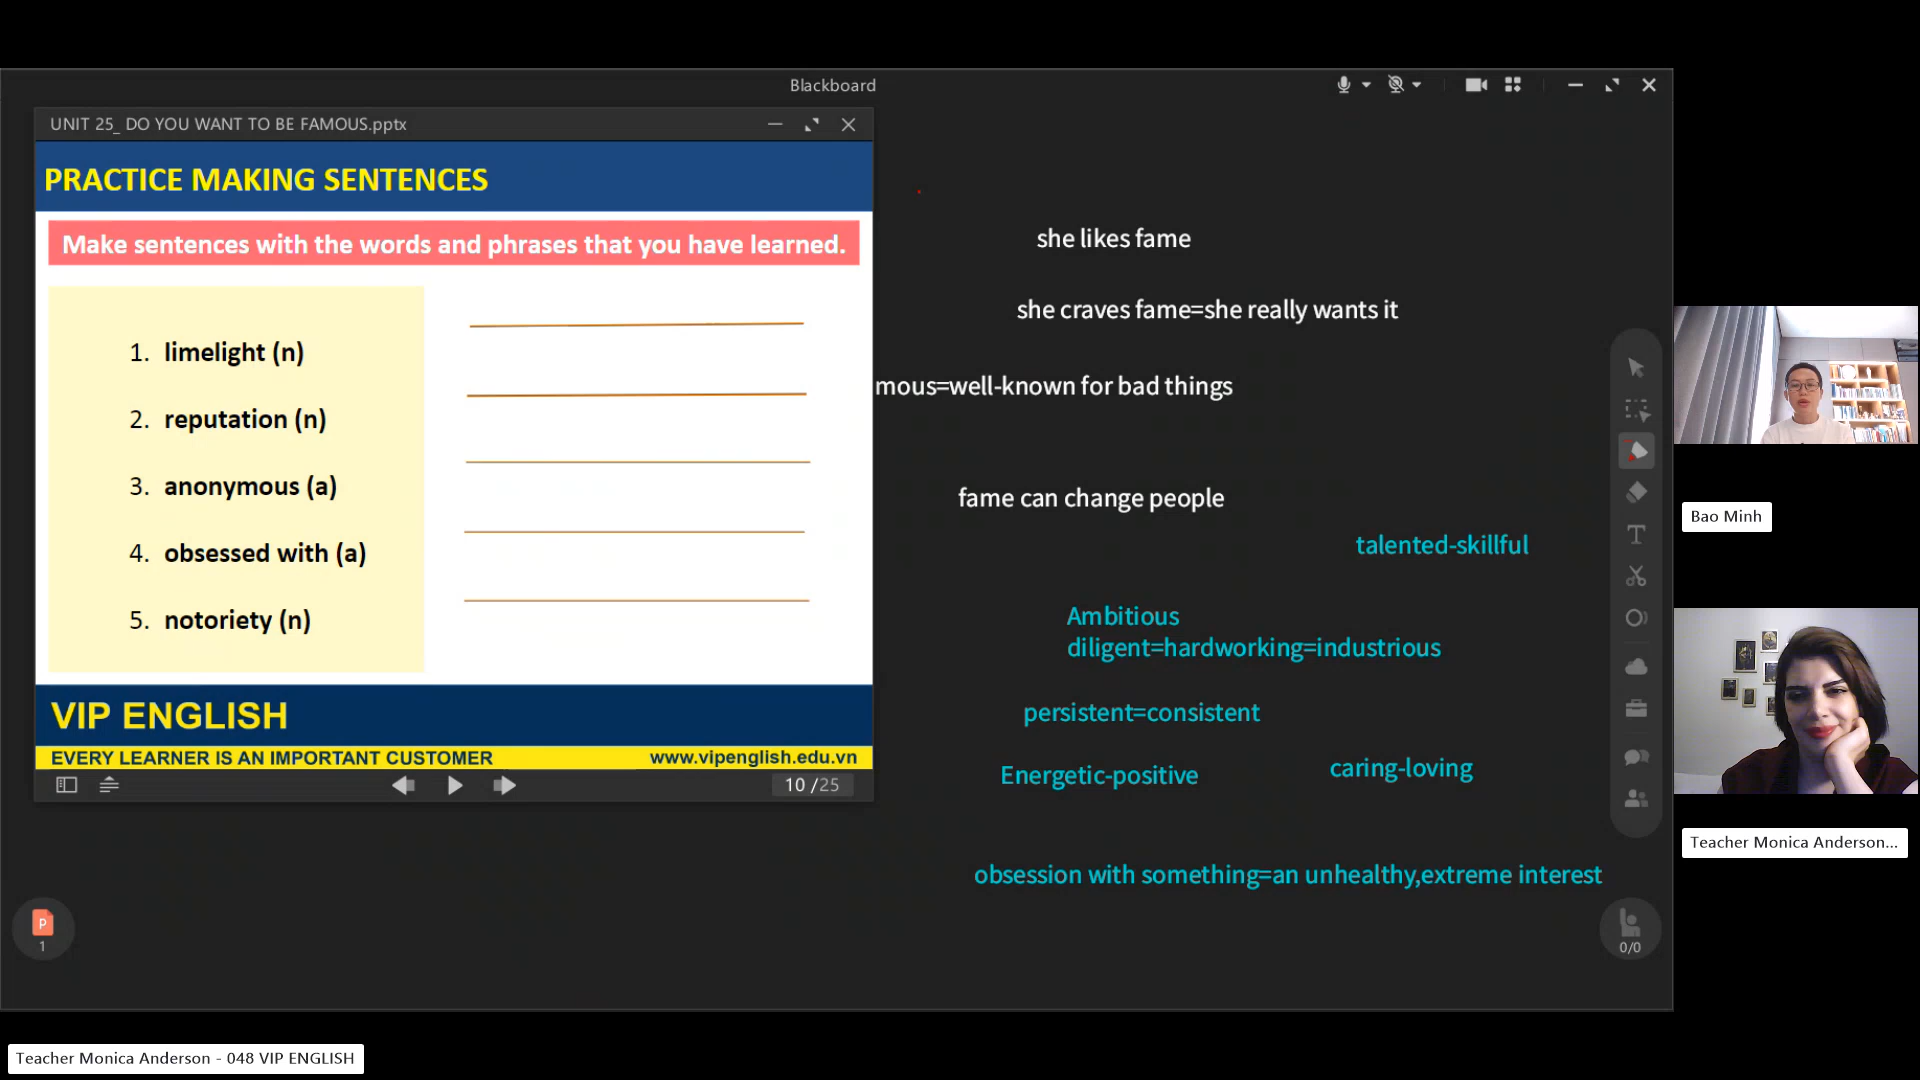 Blackboard
UNIT 25_ DO YOU WANT TO BE FAMOUS.pptx
PRACTICE MAKING SENTENCES
Make sentences with the words and phrases that you have learned.
1. limelight (n)
2. reputation (n)
3. anonymous (a)
4. obsessed with (a)
5. notoriety (n)
VIP ENGLISH
EVERY LEARNER IS AN IMPORTANT CUSTOMER
www.vipenglish.edu.vn
10 /25
she likes fame
she craves fame=she really wants it
mous=well-known for bad things
fame can change people
talented-skillful
Ambitious
diligent=hardworking=industrious
persistent=consistent
Energetic-positive
caring-loving
obsession with something=an unhealthy,extreme interest
P
1
0/0
Bao Minh
Teacher Monica Anderson...
Teacher Monica Anderson - 048 VIP ENGLISH